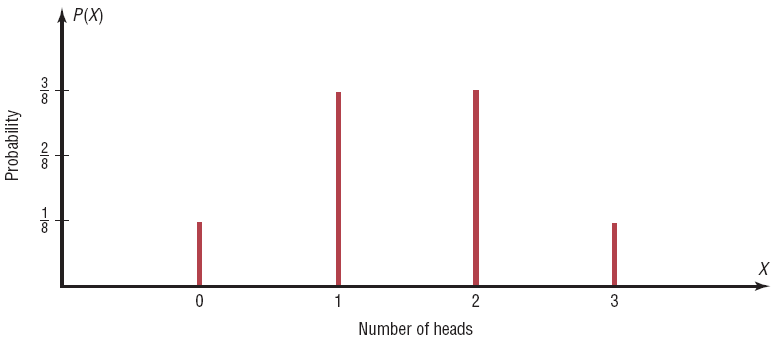 P(X)
Probability
3/8
2/8
1/8
0 1 2 3
X
Number of heads